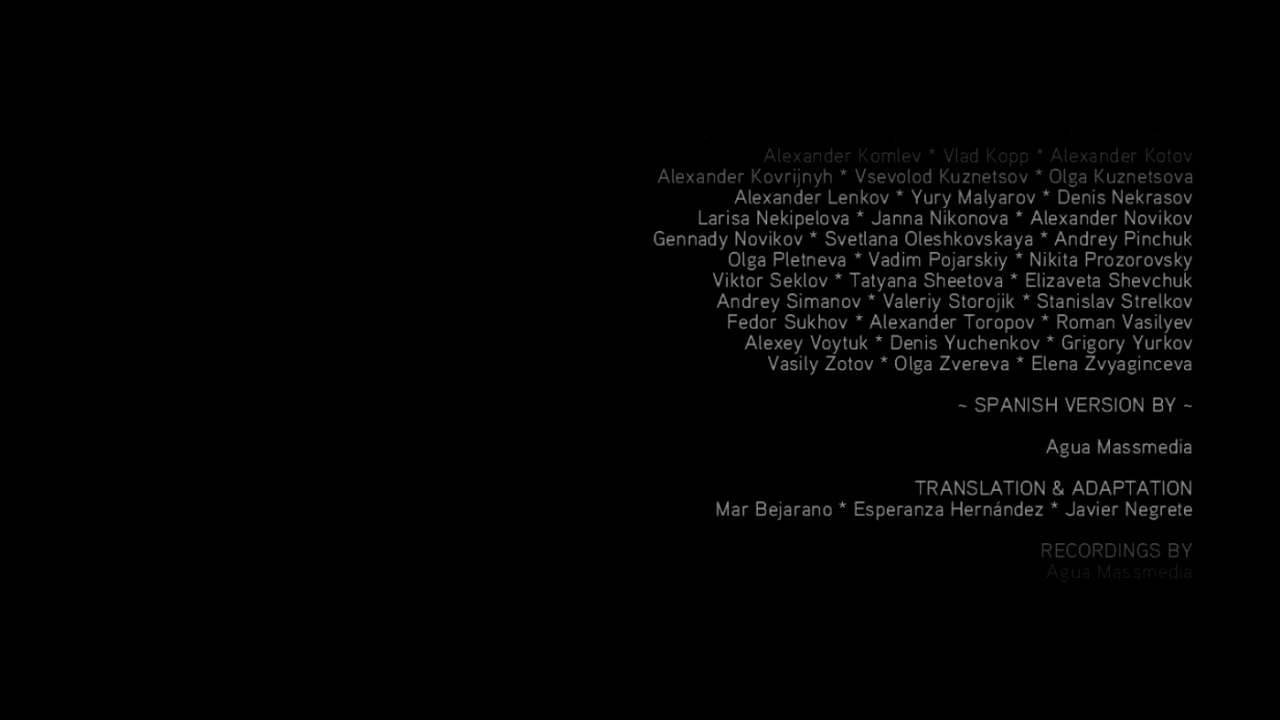 Alexander Komlev * Vlad Kopp * Alexander Kotov
Alexander Kovrijnyh * Vsevolod Kuznetsov * Olga Kuznetsova
Alexander Lenkov * Yury Malyarov * Denis Nekrasov
Larisa Nekipelova * Janna Nikonova * Alexander Novikov
Gennady Novikov * Svetlana Oleshkovskaya * Andrey Pinchuk
Olga Pletneva * Vadim Pojarskiy * Nikita Prozorovsky
Viktor Seklov * Tatyana Sheetova * Elizaveta Shevchuk
Andrey Simanov * Valeriy Storojik * Stanislav Strelkov
Fedor Sukhov * Alexander Toropov * Roman Vasilyev
Alexey Voytuk * Denis Yuchenkov * Grigory Yurkov
Vasily Zotov * Olga Zvereva * Elena Zvyaginceva
~ SPANISH VERSION BY ~
Agua Massmedia
TRANSLATION & ADAPTATION
Mar Bejarano * Esperanza Hernández * Javier Negrete
RECORDINGS BY
Agua Massmedia